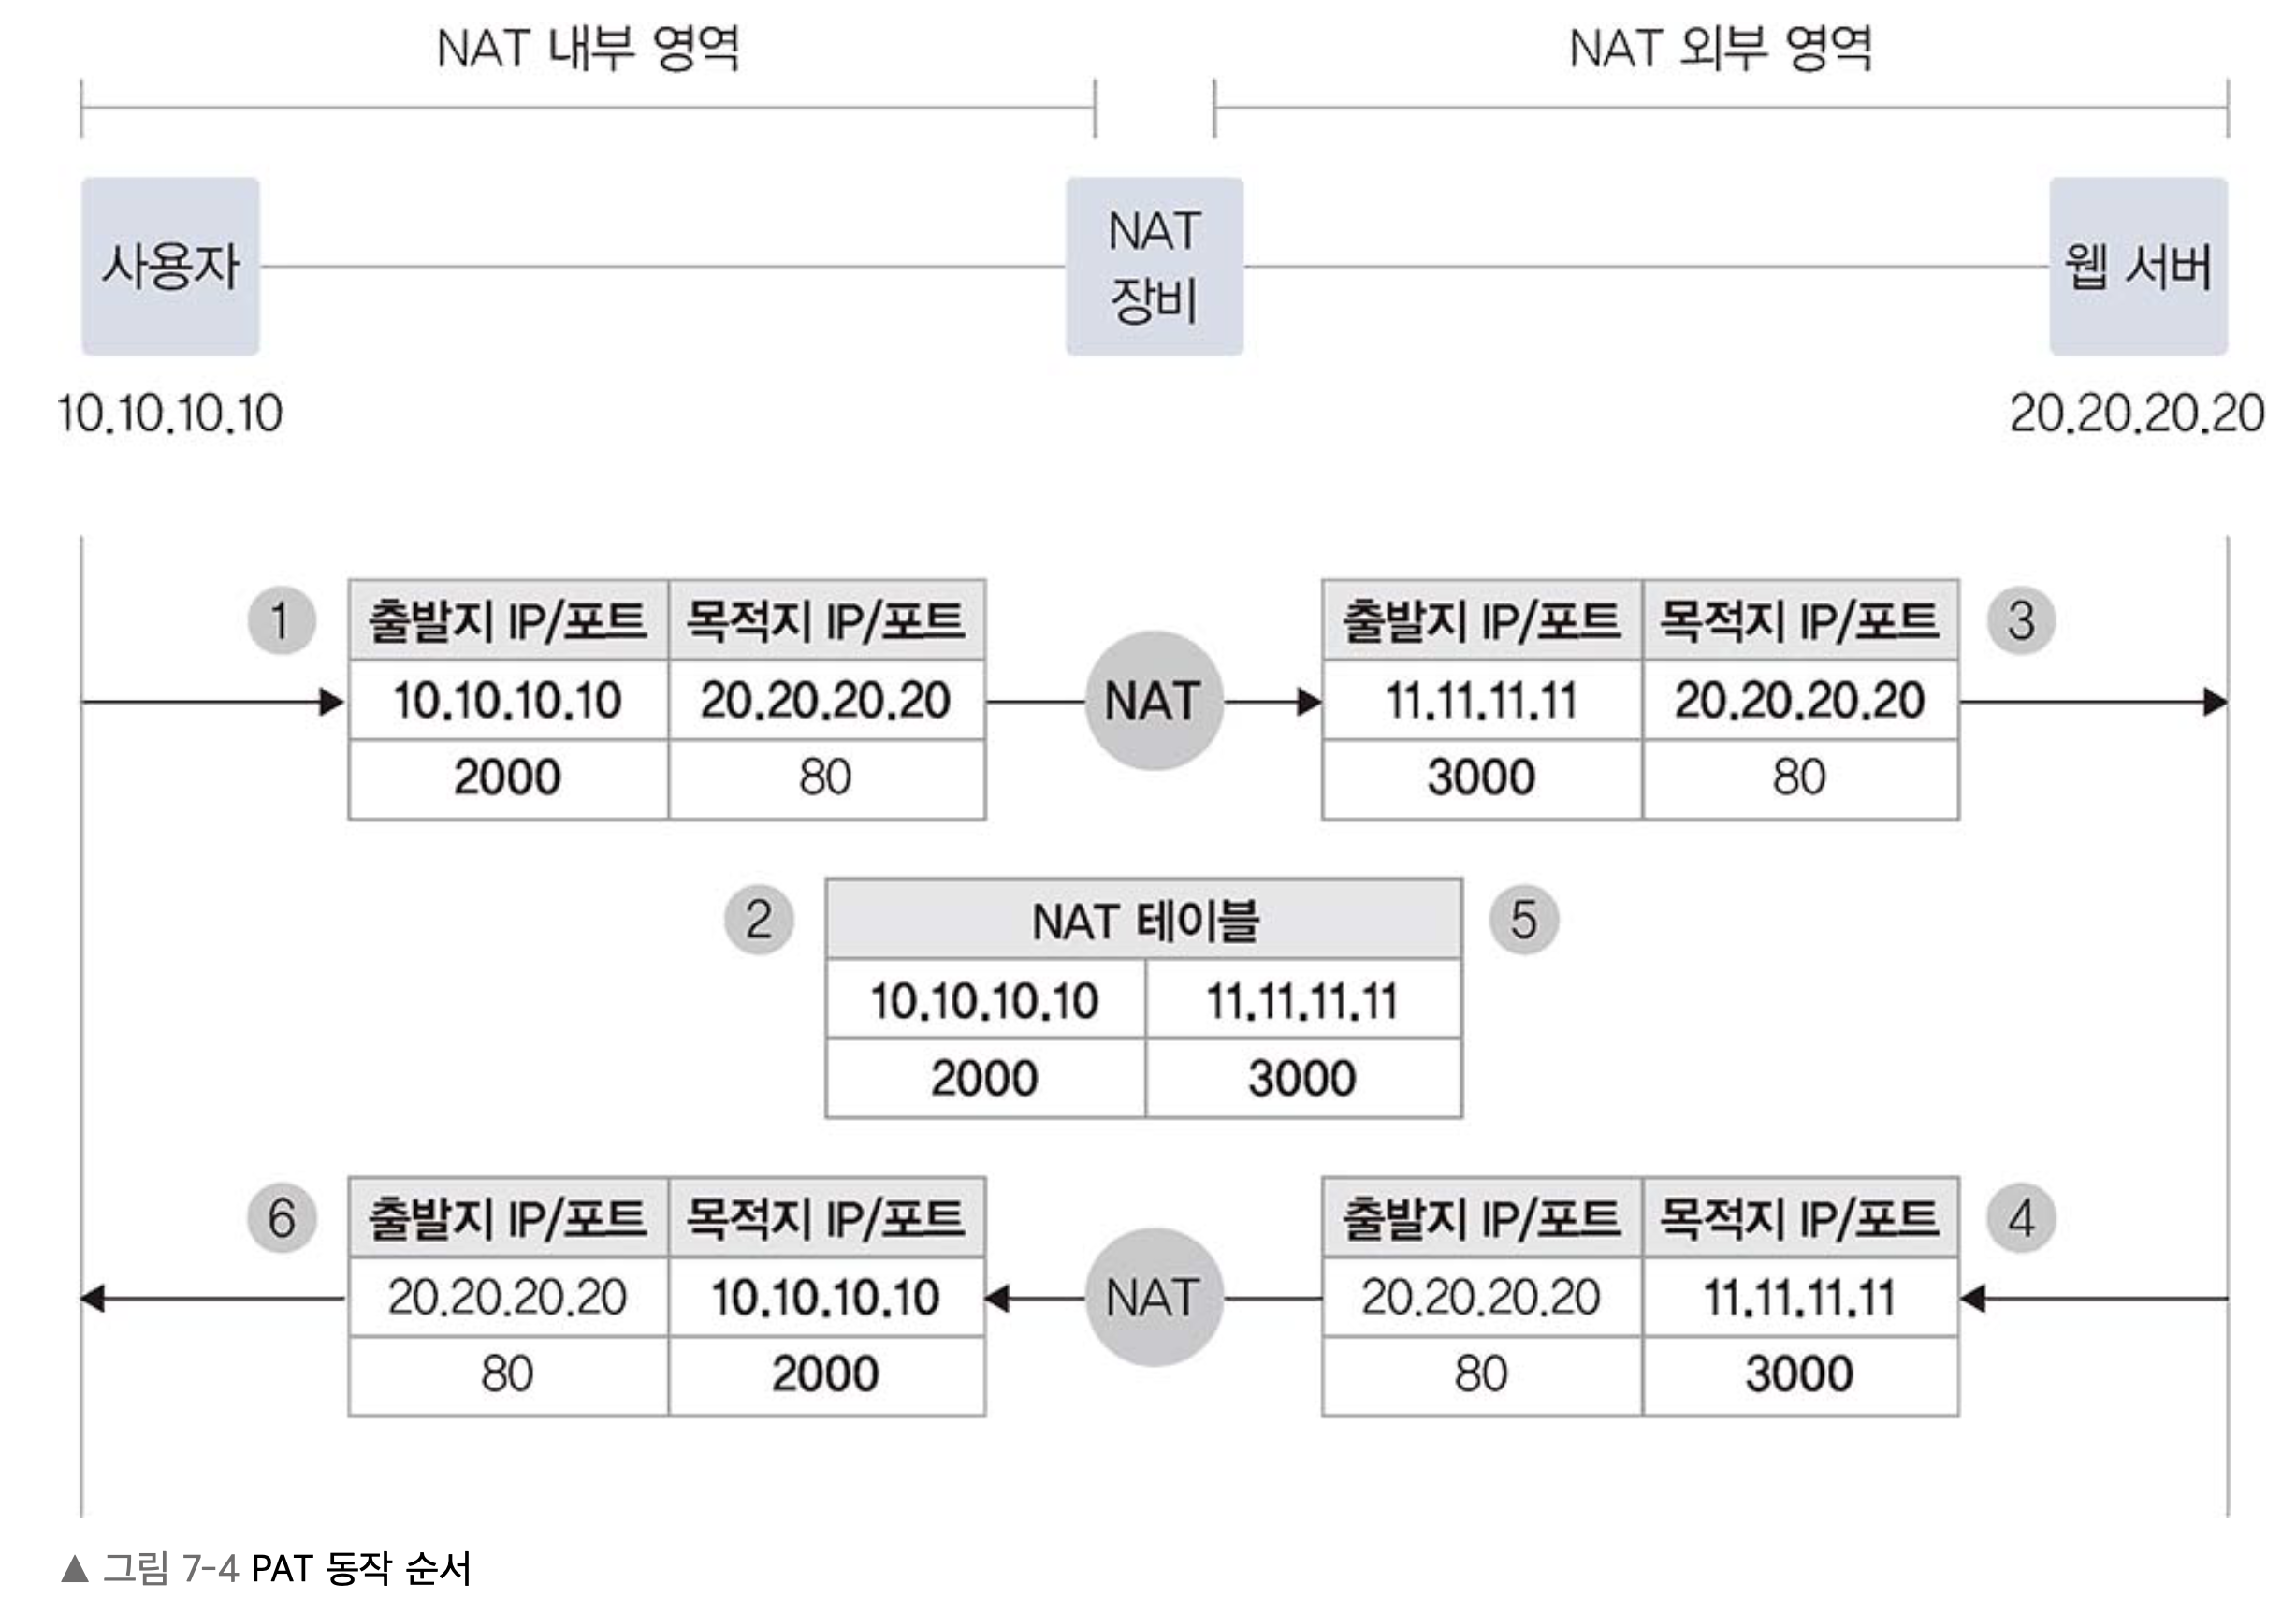 NAT 내부 영역 NAT 외부 영역
사용자 NAT 장비 웹 서버
10.10.10.10 20.20.20.20
1 출발지 IP/포트 목적지 IP/포트 출발지 IP/포트 목적지 IP/포트 3
10.10.10.10 20.20.20.20 NAT 11.11.11.11 20.20.20.20
2000 80 3000 80
2 NAT 테이블 5
10.10.10.10 11.11.11.11
2000 3000
6 출발지 IP/포트 목적지 IP/포트 출발지 IP/포트 목적지 IP/포트 4
20.20.20.20 10.10.10.10 NAT 20.20.20.20 11.11.11.11
80 2000 80 3000
▲ 그림 7-4 PAT 동작 순서